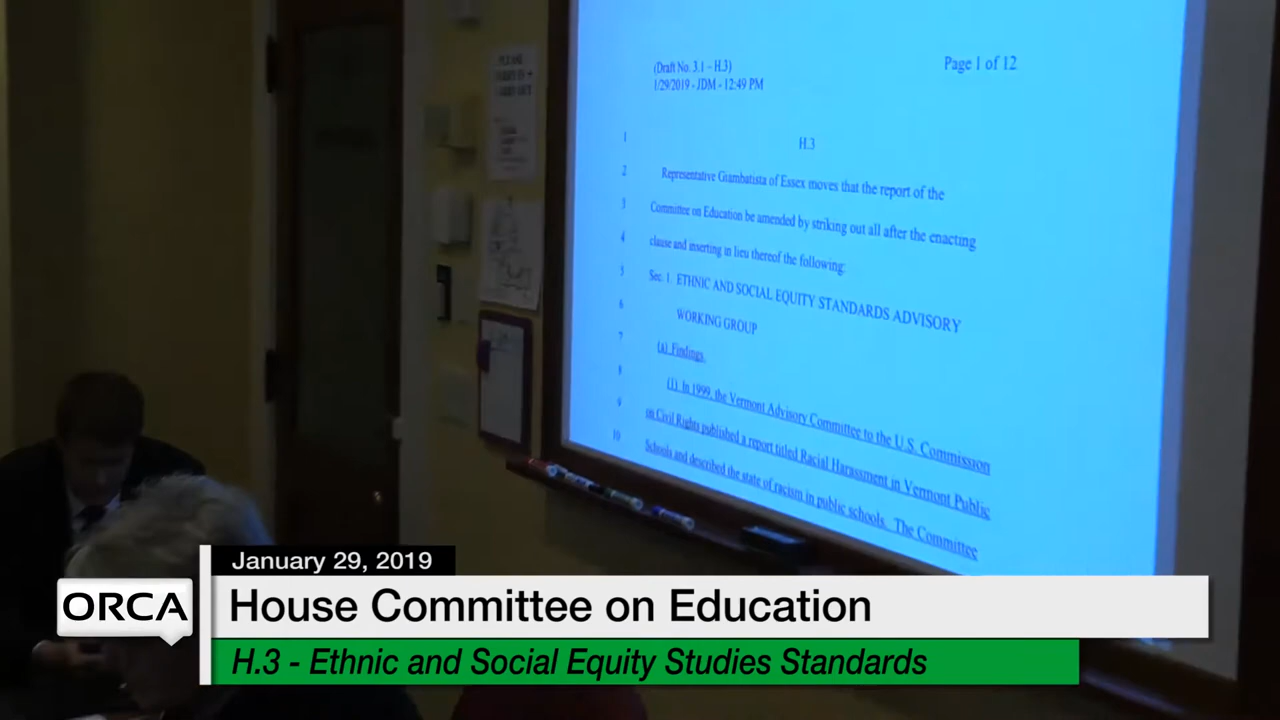 (Draft No. 3.1 – H.3)
Page 1 of 12
1/29/2019 - JDM - 12:49 PM
1 H.3
2 Representative Giambatista of Essex moves that the report of the
3 Committee on Education be amended by striking out all after the enacting
4 clause and inserting in lieu thereof the following:
5 Sec. 1. ETHNIC AND SOCIAL EQUITY STANDARDS ADVISORY
6 WORKING GROUP
7 (a) Findings.
8 (1) In 1999, the Vermont Advisory Committee to the U.S. Commission
9 on Civil Rights published a report titled Racial Harassment in Vermont Public
10 Schools and described the state of racism in public schools. The Committee
January 29, 2019
ORCA
House Committee on Education
H.3 - Ethnic and Social Equity Studies Standards